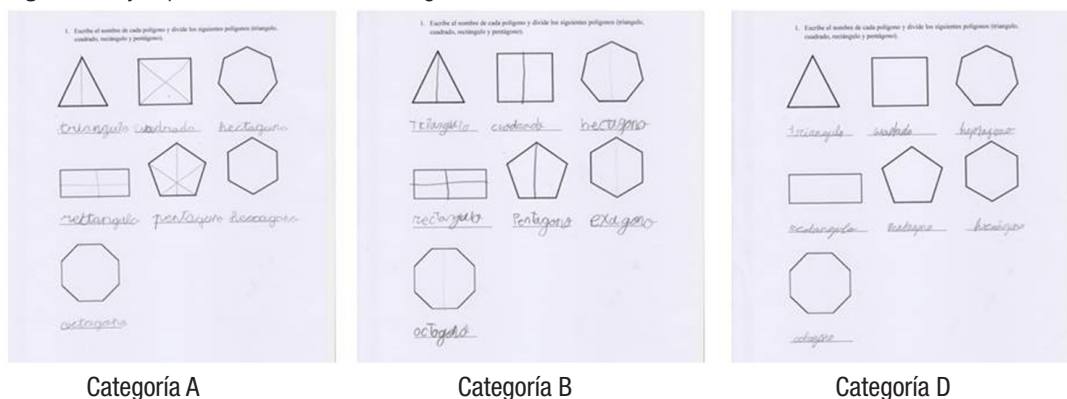 1. Escribe el nombre de cada polígono y divide los siguientes polígonos (triangulo,
cuadrado, rectángulo y pentágono).
triangulo cuadrado hectagono
rectangulo pentagono hexxagono
octagono
1. Escribe el nombre de cada polígono y divide los siguientes polígonos (triangulo,
cuadrado, rectángulo y pentágono).
Triangulo cuadrado hectagono
rectangulo Pentagono exagono
octogono
1. Escribe el nombre de cada polígono y divide los siguientes polígonos (triangulo,
cuadrado, rectángulo y pentágono).
triangulo heptagono
octagono
Categoría A Categoría B Categoría D